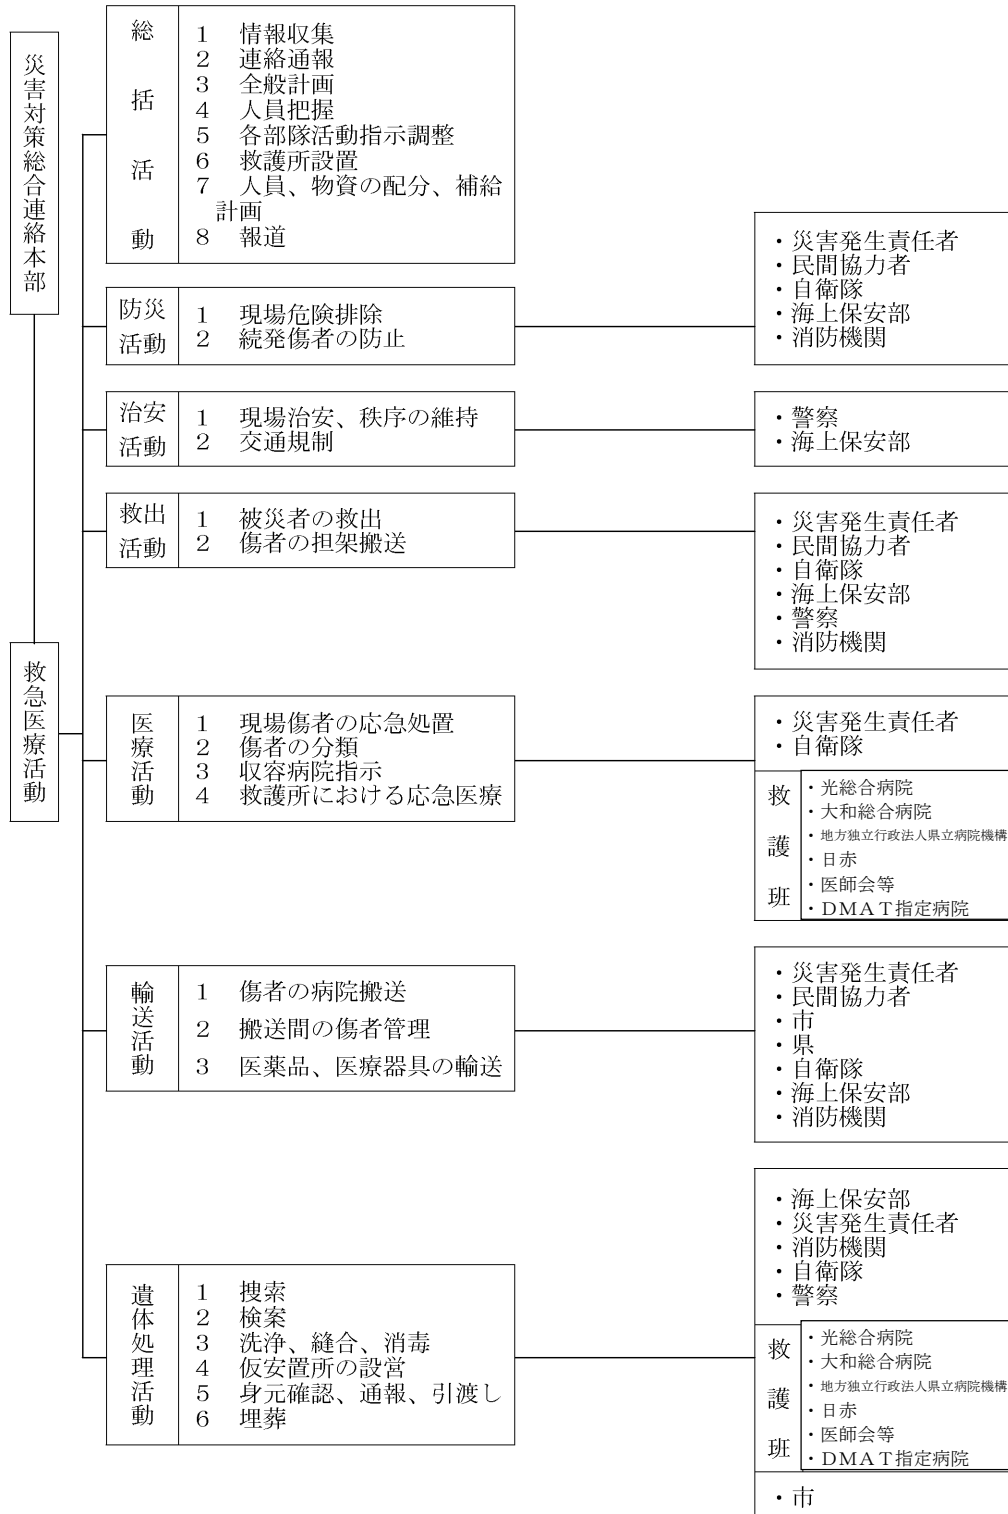 災害対策総合連絡本部
救急医療活動
総括活動
1 情報収集
2 連絡通報
3 全般計画
4 人員把握
5 各部隊活動指示調整
6 救護所設置
7 人員、物資の配分、補給
計画
8 報道
防災
活動
1 現場危険排除
2 続発傷者の防止
・災害発生責任者
・民間協力者
・自衛隊
・海上保安部
・消防機関
治安
活動
1 現場治安、秩序の維持
2 交通規制
・警察
・海上保安部
救出
活動
1 被災者の救出
2 傷者の担架搬送
・災害発生責任者
・民間協力者
・自衛隊
・海上保安部
・警察
・消防機関
医療活動
1 現場傷者の応急処置
2 傷者の分類
3 収容病院指示
4 救護所における応急医療
・災害発生責任者
・自衛隊
救護班
・光総合病院
・大和総合病院
・地方独立行政法人県立病院機構
・日赤
・医師会等
・DMAT指定病院
輸送活動
1 傷者の病院搬送
2 搬送間の傷者管理
3 医薬品、医療器具の輸送
・災害発生責任者
・民間協力者
・市
・県
・自衛隊
・海上保安部
・消防機関
遺体処理活動
1 捜索
2 検案
3 洗浄、縫合、消毒
4 仮安置所の設営
5 身元確認、通報、引渡し
6 埋葬
・海上保安部
・災害発生責任者
・消防機関
・自衛隊
・警察
救護班
・光総合病院
・大和総合病院
・地方独立行政法人県立病院機構
・日赤
・医師会等
・DMAT指定病院
・市